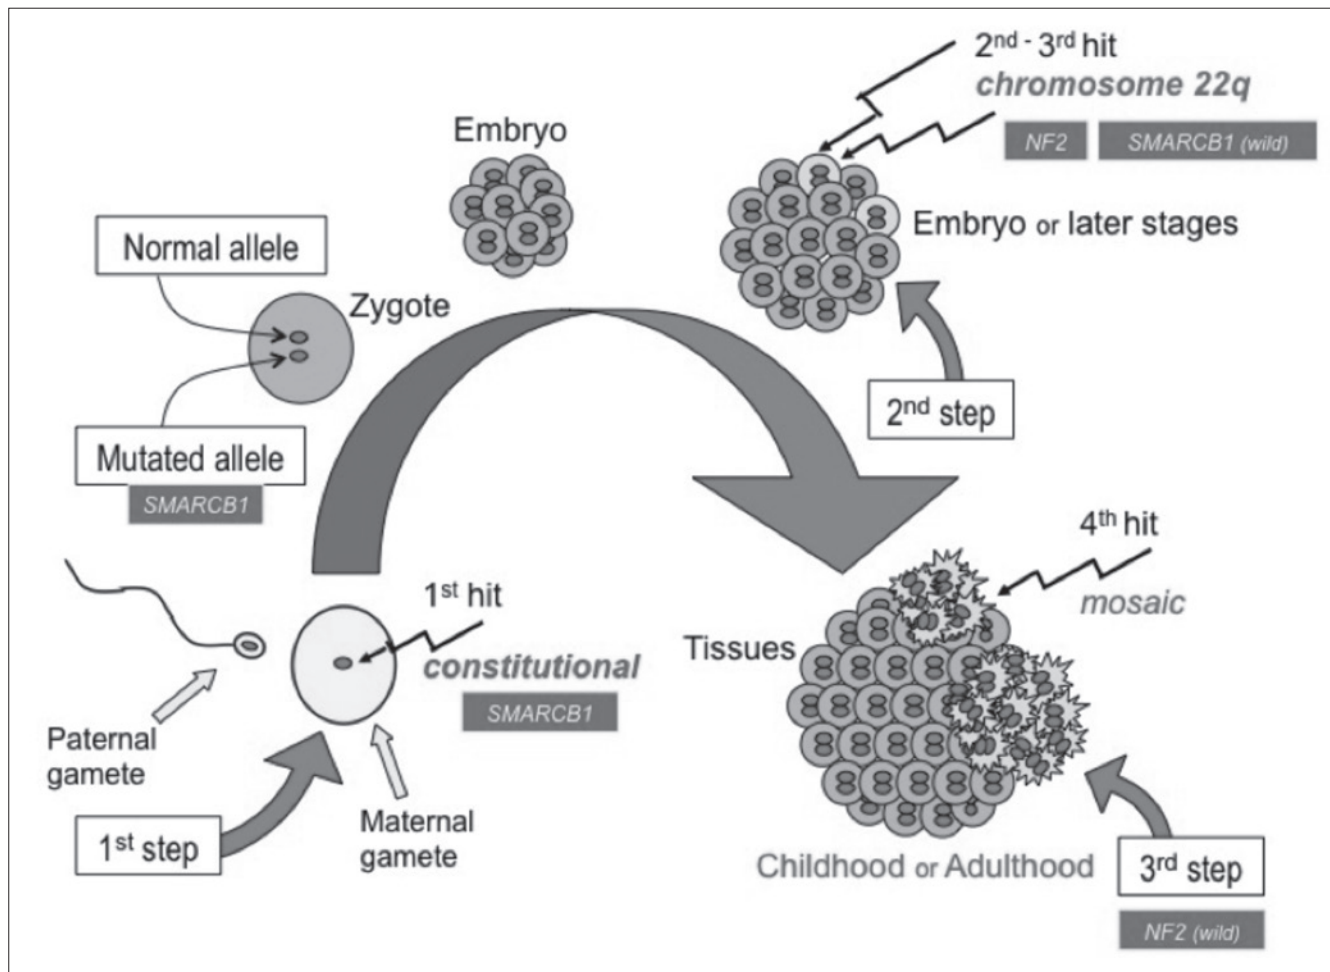 2nd - 3rd hit
chromosome 22q
NF2
SMARCB1 (wild)
Embryo
Embryo or later stages
Normal allele
Zygote
2nd step
Mutated allele
SMARCB1
4th hit
mosaic
1st hit
constitutional
SMARCB1
Tissues
Paternal
gamete
Maternal
gamete
1st step
Childhood or Adulthood
3rd step
NF2 (wild)